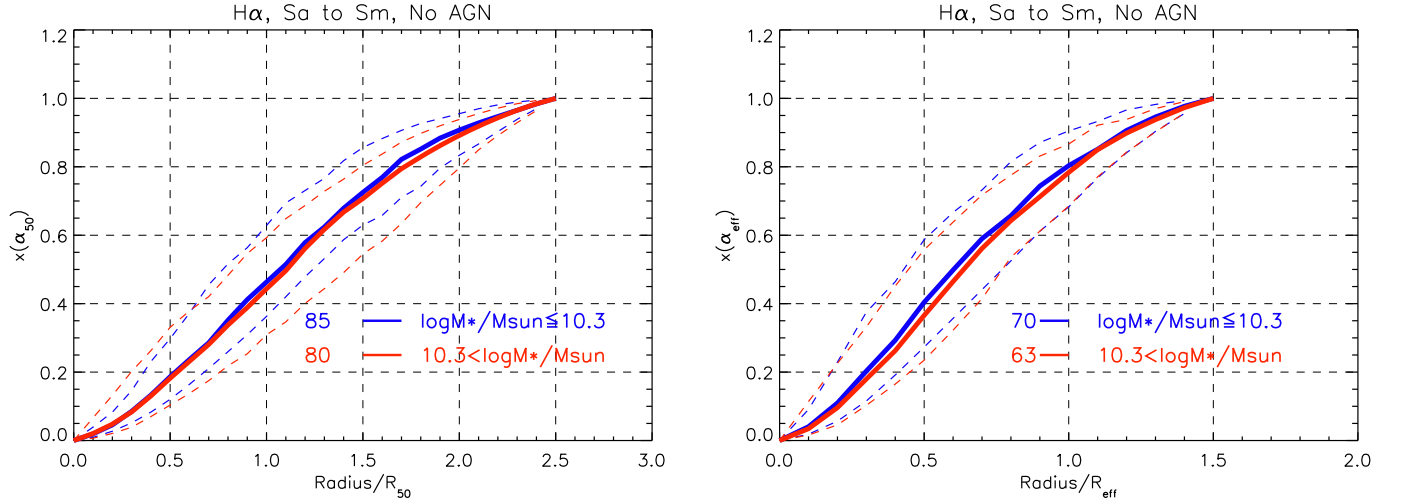 Hα, Sa to Sm, No AGN
1.2
1.0
0.8
0.6
0.4
0.2
0.0
x(α50)
85 logM*/Msun≦10.3
80 10.3<logM*/Msun
0.0 0.5 1.0 1.5 2.0 2.5 3.0
Radius/R50
Hα, Sa to Sm, No AGN
1.2
1.0
0.8
0.6
0.4
0.2
0.0
x(αeff)
70 logM*/Msun≦10.3
63 10.3<logM*/Msun
0.0 0.5 1.0 1.5 2.0
Radius/Reff